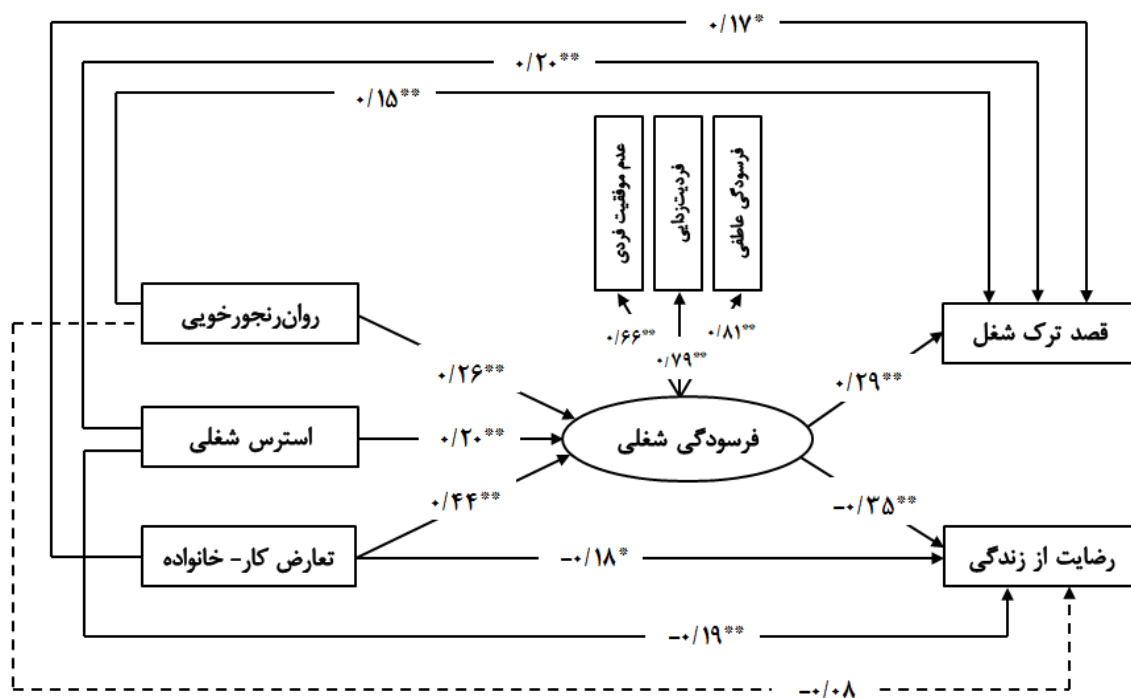 ۰/۱۷*
۰/۲۰**
۰/۱۵**
عدم موفقیت فردی
فردیت‌زدایی
فرسودگی عاطفی
روان‌رنجورخویی
قصد ترک شغل
۰/۶۶**
۰/۷۹**
۰/۸۱**
۰/۲۶**
۰/۲۹**
استرس شغلی
۰/۲۰**
فرسودگی شغلی
۰/۴۴**
-۰/۳۵**
تعارض کار- خانواده
-۰/۱۸*
رضایت از زندگی
-۰/۱۹**
-۰/۰۸